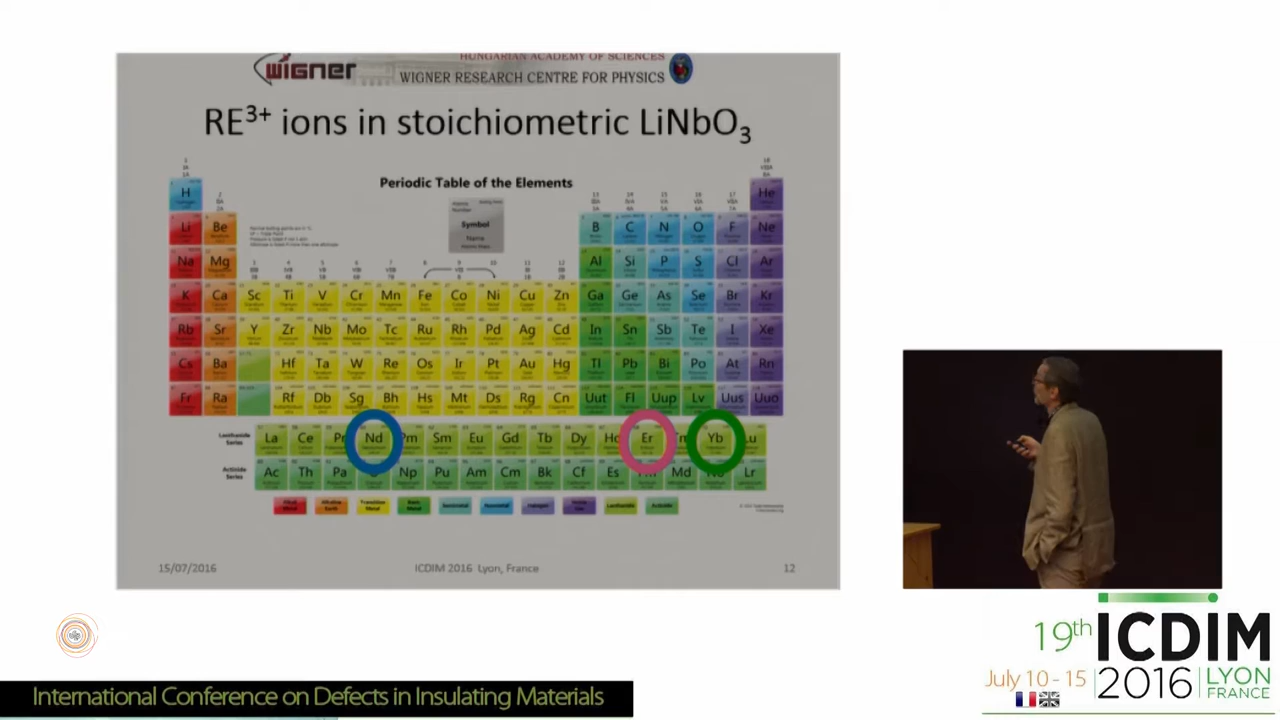 HUNGARIAN ACADEMY OF SCIENCES
wigner WIGNER RESEARCH CENTRE FOR PHYSICS
RE3+ ions in stoichiometric LiNbO3
Periodic Table of the Elements
Symbol
Name
H He
Li Be B C N O F Ne
Na Mg Al Si P S Cl Ar
K Ca Sc Ti V Cr Mn Fe Co Ni Cu Zn Ga Ge As Se Br Kr
Rb Sr Y Zr Nb Mo Tc Ru Rh Pd Ag Cd In Sn Sb Te I Xe
Cs Ba Hf Ta W Re Os Ir Pt Au Hg Tl Pb Bi Po At Rn
Fr Ra Rf Db Sg Bh Hs Mt Ds Rg Cn Uut Fl Uup Lv Uus Uuo
Lanthanide Series La Ce Pr Nd Pm Sm Eu Gd Tb Dy Ho Er Tm Yb Lu
Actinide Series Ac Th Pa Np Pu Am Cm Bk Cf Es Md Lr
15/07/2016 ICDIM 2016 Lyon, France 12
19th ICDIM
July 10 - 15 2016 LYON FRANCE
International Conference on Defects in Insulating Materials